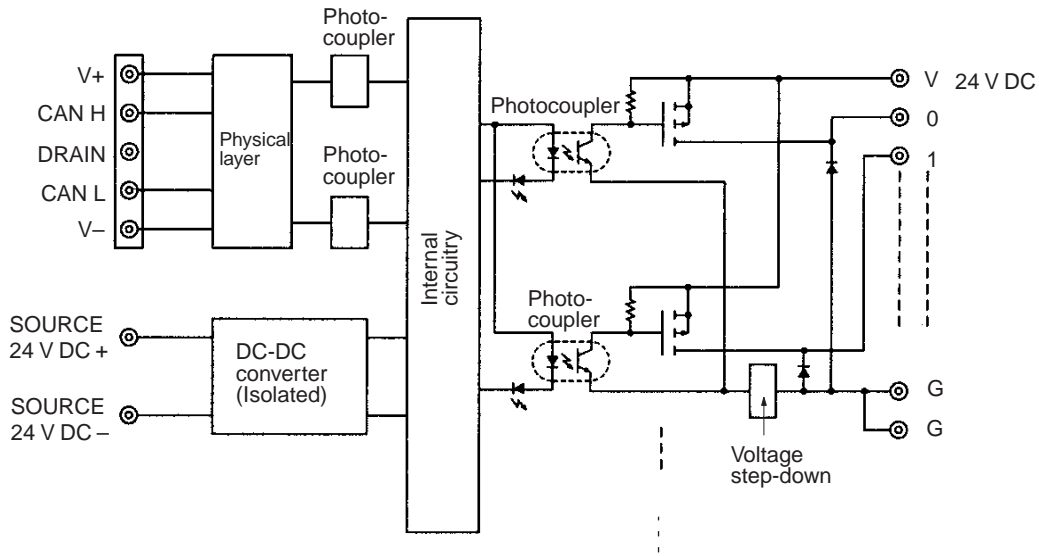 Photo-
coupler
V+
CAN H
DRAIN
CAN L
V–
Physical
layer
Photo-
coupler
SOURCE
24 V DC +
SOURCE
24 V DC –
DC-DC
converter
(Isolated)
Internal
circuitry
Photocoupler
Photo-
coupler
Voltage
step-down
V 24 V DC
0
1
G
G